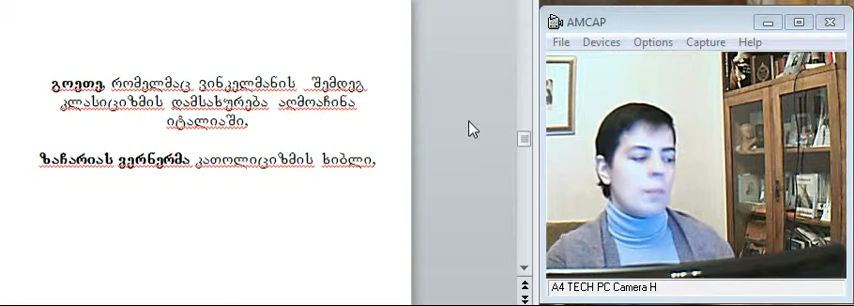 გოეთე, რომელმაც ვინკელმანის შემდეგ
კლასიციზმის დამსახურება აღმოაჩინა
იტალიაში,
ზაჩარიას ვერნერმა კათოლიციზმის ხიბლი,
AMCAP
File Devices Options Capture Help
A4 TECH PC Camera H